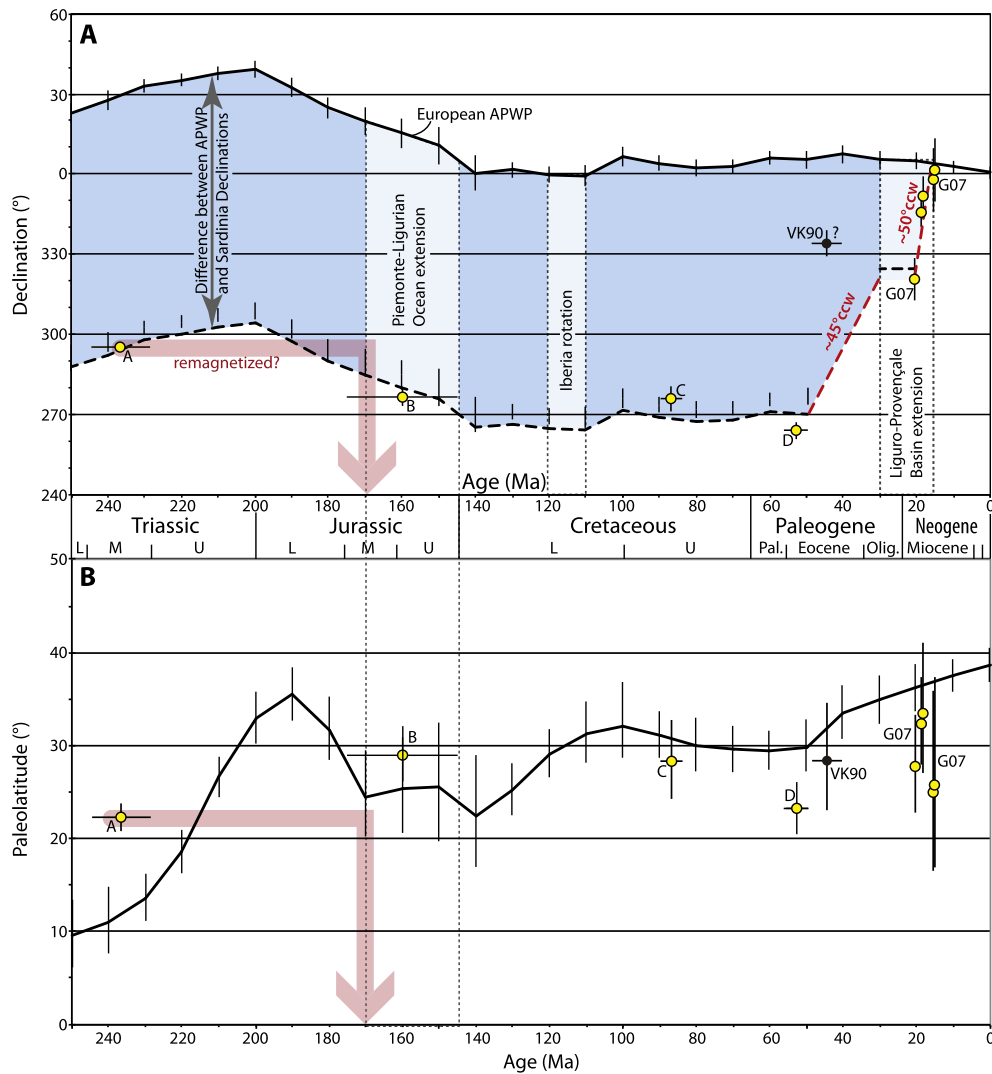 60
A
30
European APWP
0
G07
Difference between APWP
and Sardinia Declinations
Piemonte-Ligurian
Ocean extension
Iberia rotation
VK90 ?
~50°ccw
330
G07
Declination (°)
300
A
remagnetized?
~45°ccw
C
B
270
D
Liguro-Provençale
Basin extension
240
Age (Ma)
240 220 200 180 160 140 120 100 80 60 40 20 0
Triassic Jurassic Cretaceous Paleogene Neogene
L M U L M U L U Pal. Eocene Olig. Miocene
50
B
40
B
G07
30
C
VK90
G07
D
A
20
Paleolatitude (°)
10
0
240 220 200 180 160 140 120 100 80 60 40 20 0
Age (Ma)